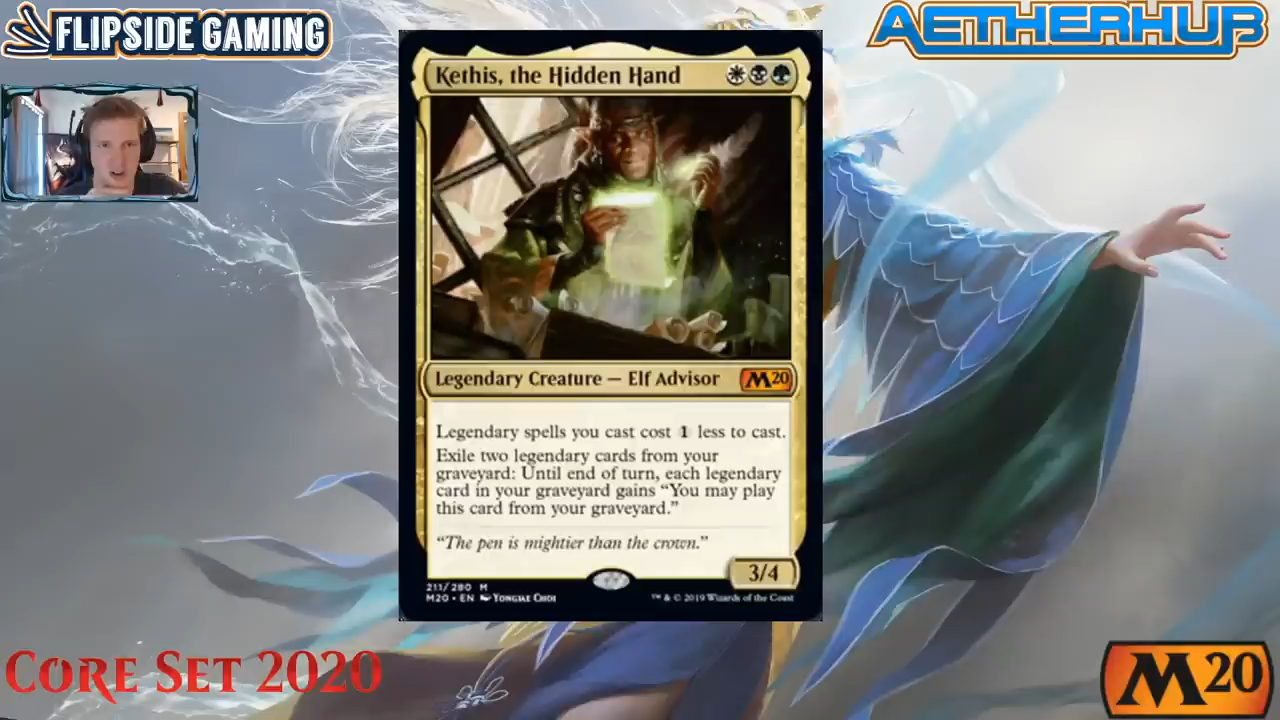 FLIPSIDE GAMING
AETHERHUB
Kethis, the Hidden Hand
Legendary Creature — Elf Advisor
M20
Legendary spells you cast cost 1 less to cast.
Exile two legendary cards from your
graveyard: Until end of turn, each legendary
card in your graveyard gains “You may play
this card from your graveyard.”
“The pen is mightier than the crown.”
3/4
211/280 M
M20 • EN YONGJAE CHOI
™ & © 2019 Wizards of the Coast
CORE SET 2020
M20